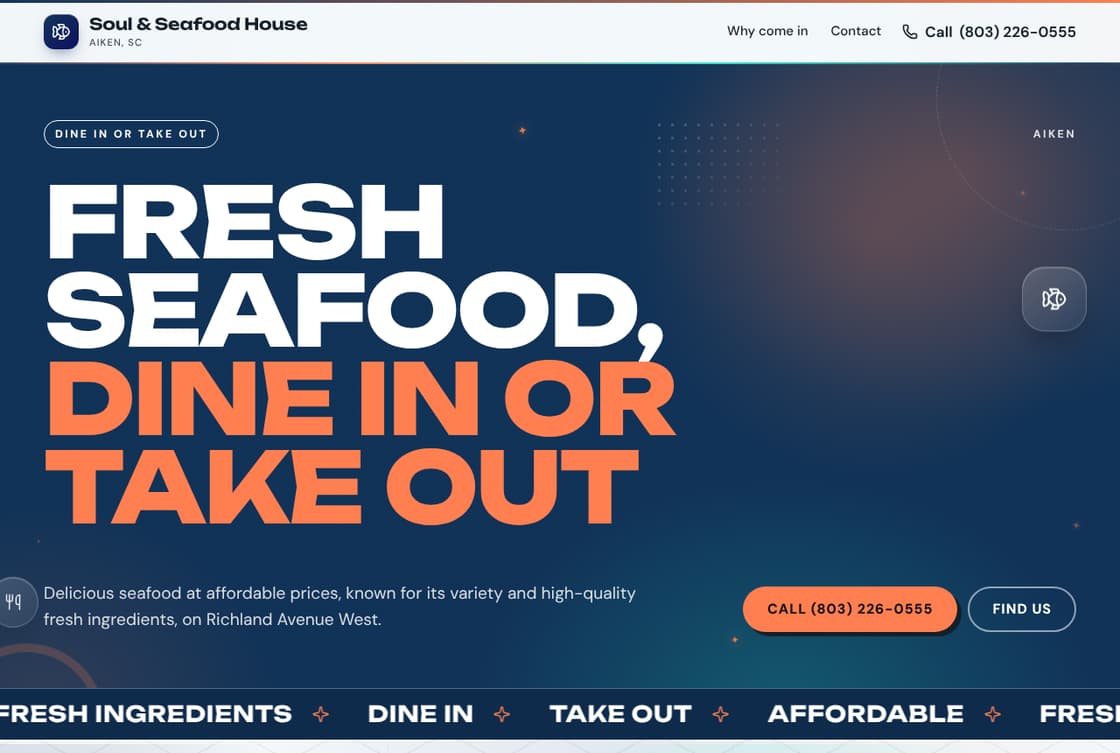 Soul & Seafood House
AIKEN, SC
Why come in
Contact
Call (803) 226-0555
DINE IN OR TAKE OUT
AIKEN
FRESH
SEAFOOD,
DINE IN OR
TAKE OUT
Delicious seafood at affordable prices, known for its variety and high-quality
fresh ingredients, on Richland Avenue West.
CALL (803) 226-0555
FIND US
FRESH INGREDIENTS DINE IN TAKE OUT AFFORDABLE